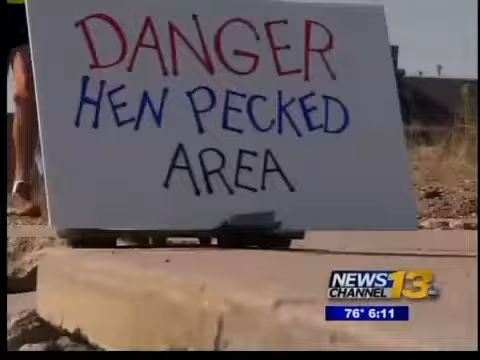 DANGER
HEN PECKED
AREA
NEWS 13
CHANNEL
76° 6:11